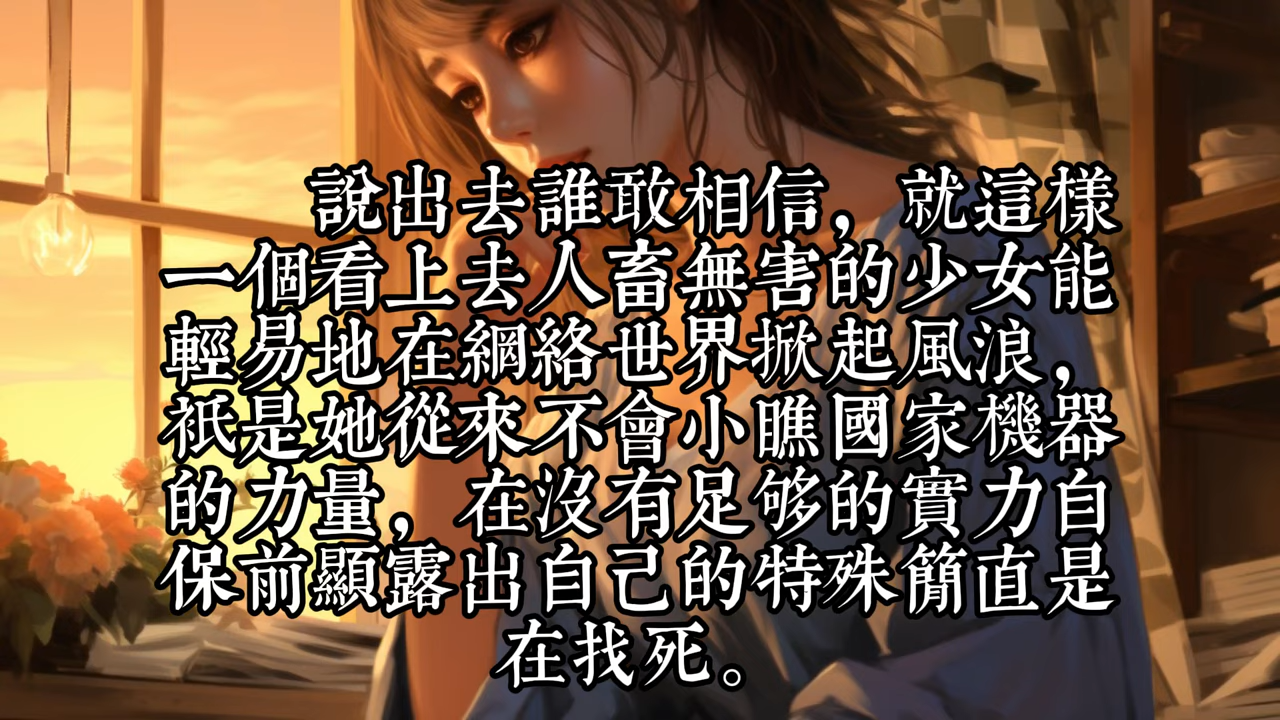 說出去誰敢相信，就這樣
一個看上去人畜無害的少女能
輕易地在網絡世界掀起風浪，
衹是她從來不會小瞧國家機器
的力量，在沒有足够的實力自
保前顯露出自己的特殊簡直是
在找死。